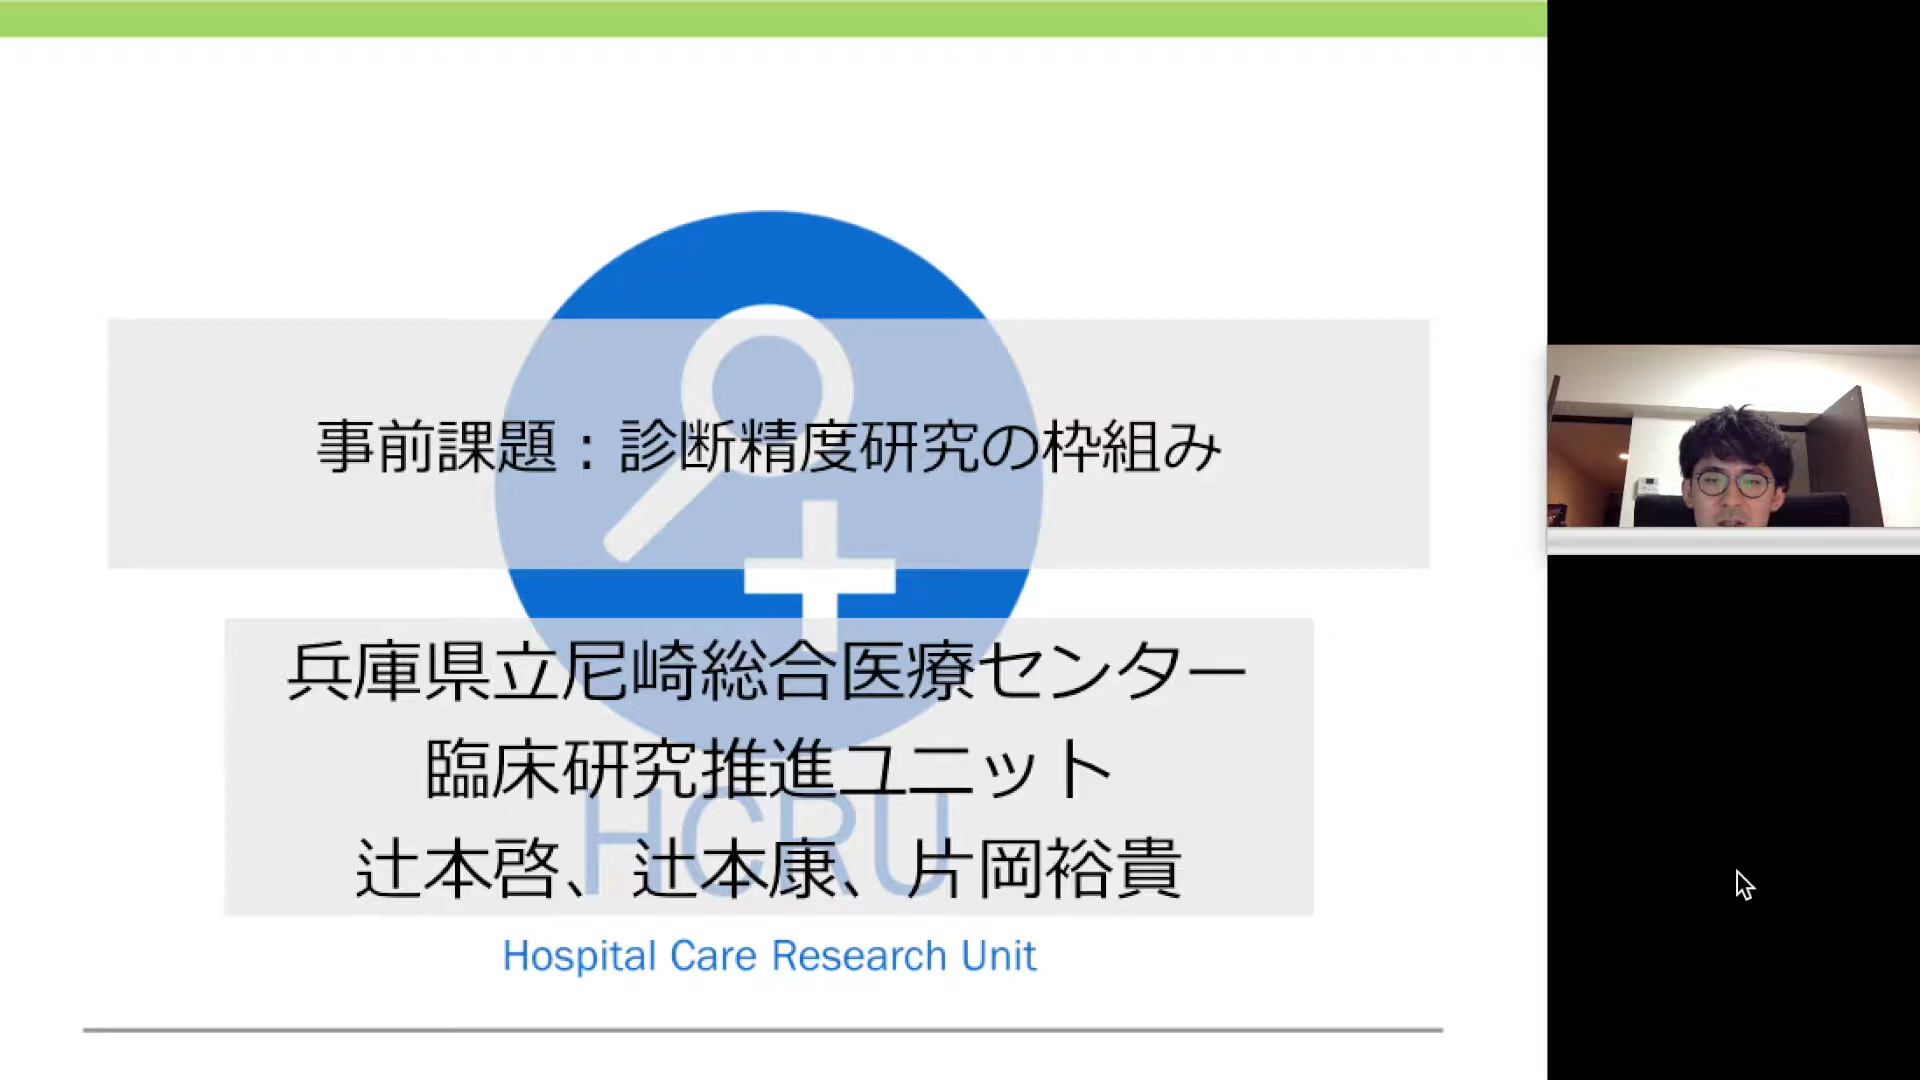 事前課題：診断精度研究の枠組み
兵庫県立尼崎総合医療センター
臨床研究推進ユニット
辻本啓、辻本康、片岡裕貴
HCRU
Hospital Care Research Unit